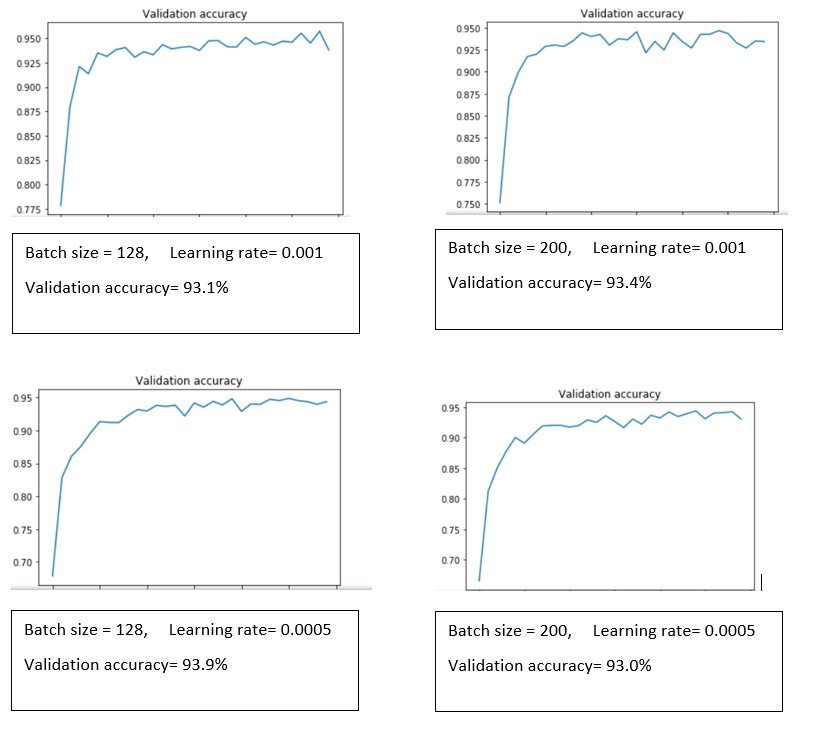 Validation accuracy
0.950
0.925
0.900
0.875
0.850
0.825
0.800
0.775
Batch size = 128, Learning rate= 0.001
Validation accuracy= 93.1%
Validation accuracy
0.950
0.925
0.900
0.875
0.850
0.825
0.800
0.775
0.750
Batch size = 200, Learning rate= 0.001
Validation accuracy= 93.4%
Validation accuracy
0.95
0.90
0.85
0.80
0.75
0.70
Batch size = 128, Learning rate= 0.0005
Validation accuracy= 93.9%
Validation accuracy
0.95
0.90
0.85
0.80
0.75
0.70
Batch size = 200, Learning rate= 0.0005
Validation accuracy= 93.0%